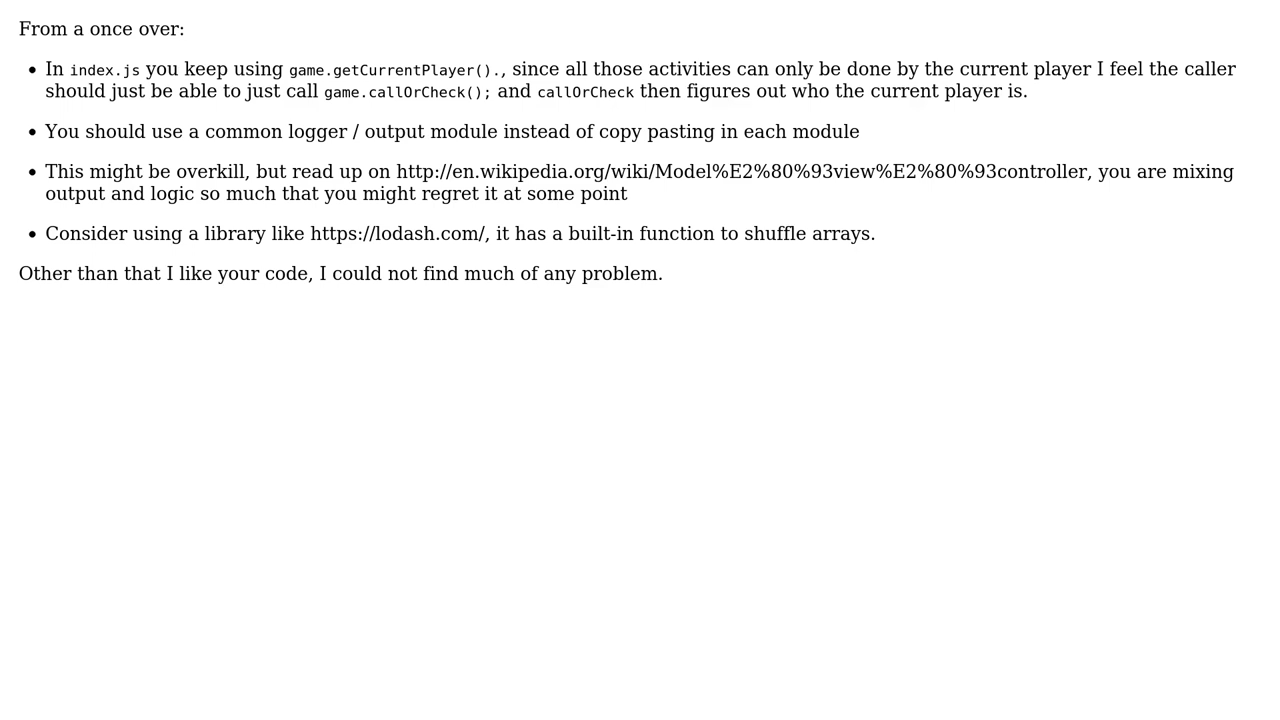 From a once over:
• In index.js you keep using game.getCurrentPlayer()., since all those activities can only be done by the current player I feel the caller
should just be able to just call game.callOrCheck(); and callOrCheck then figures out who the current player is.
• You should use a common logger / output module instead of copy pasting in each module
• This might be overkill, but read up on http://en.wikipedia.org/wiki/Model%E2%80%93view%E2%80%93controller, you are mixing
output and logic so much that you might regret it at some point
• Consider using a library like https://lodash.com/, it has a built-in function to shuffle arrays.
Other than that I like your code, I could not find much of any problem.